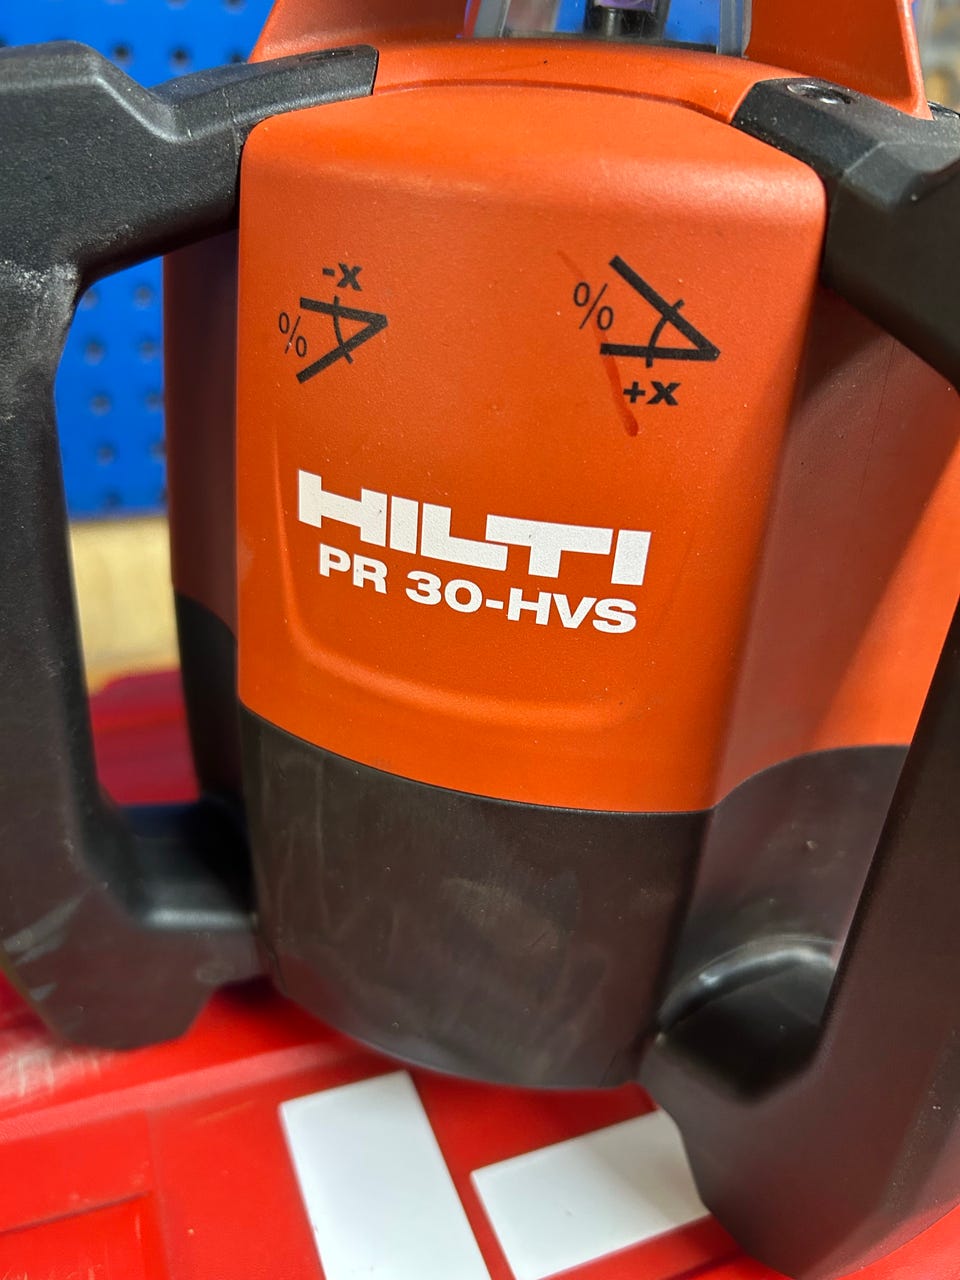 -x
%
%
+x
HILTI
PR 30-HVS